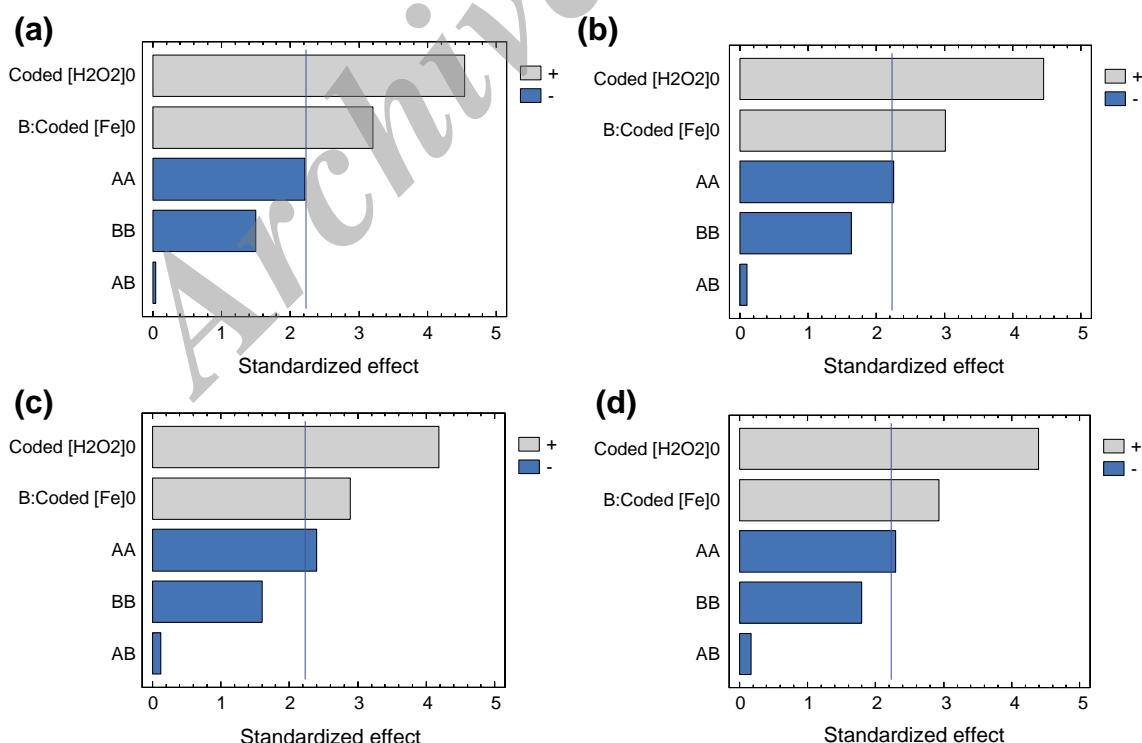 (a)
Coded [H2O2]0
B:Coded [Fe]0
AA
BB
AB
+
-
0 1 2 3 4 5
Standardized effect
(b)
Coded [H2O2]0
B:Coded [Fe]0
AA
BB
AB
+
-
0 1 2 3 4 5
Standardized effect
(c)
Coded [H2O2]0
B:Coded [Fe]0
AA
BB
AB
+
-
0 1 2 3 4 5
Standardized effect
(d)
Coded [H2O2]0
B:Coded [Fe]0
AA
BB
AB
+
-
0 1 2 3 4 5
Standardized effect